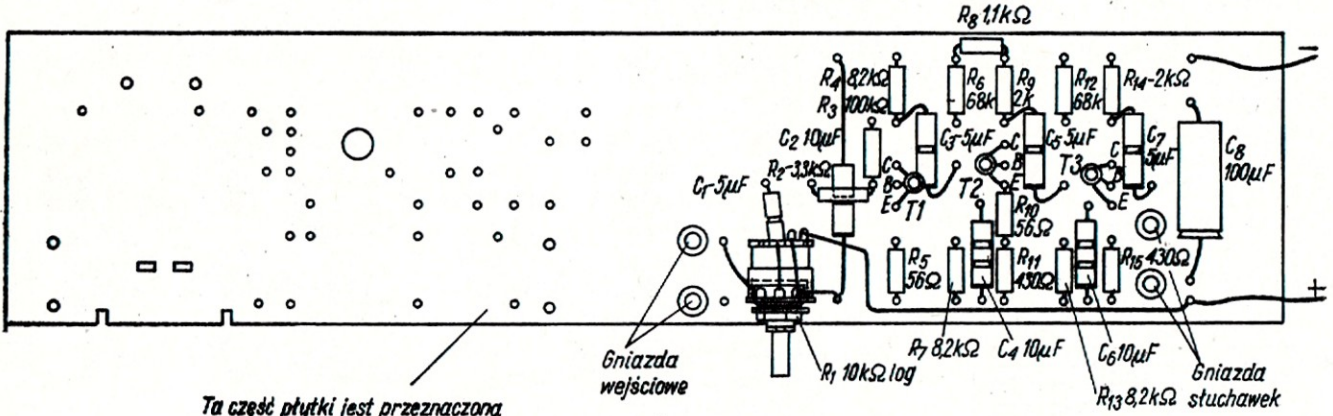 R8 1,1kΩ
−
R4 8,2kΩ
R3 100kΩ
R6
68k
R9
2k
R12
68k
R14-2kΩ
C2 10µF
C3-5µF
C5 5µF
C7
5µF
C8
100µF
C1-5µF
R2-3,3kΩ
C
B
E
T1
C
B
E
T2
T3
C
B
E
R10
56Ω
R5
56Ω
R11
430Ω
R15 430Ω
+
R7 8,2kΩ
C4 10µF
C6 10µF
R13 8,2kΩ
R1 10kΩ log
Gniazda
wejściowe
Gniazda
słuchawek
Ta część płytki jest przeznaczona